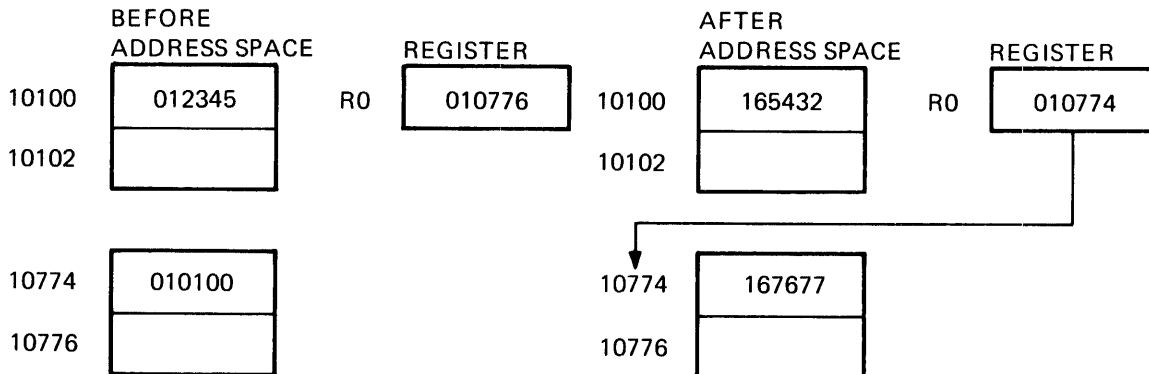 BEFORE
ADDRESS SPACE REGISTER
10100 012345 R0 010776
10102
10774 010100
10776
AFTER
ADDRESS SPACE REGISTER
10100 165432 R0 010774
10102
10774 167677
10776